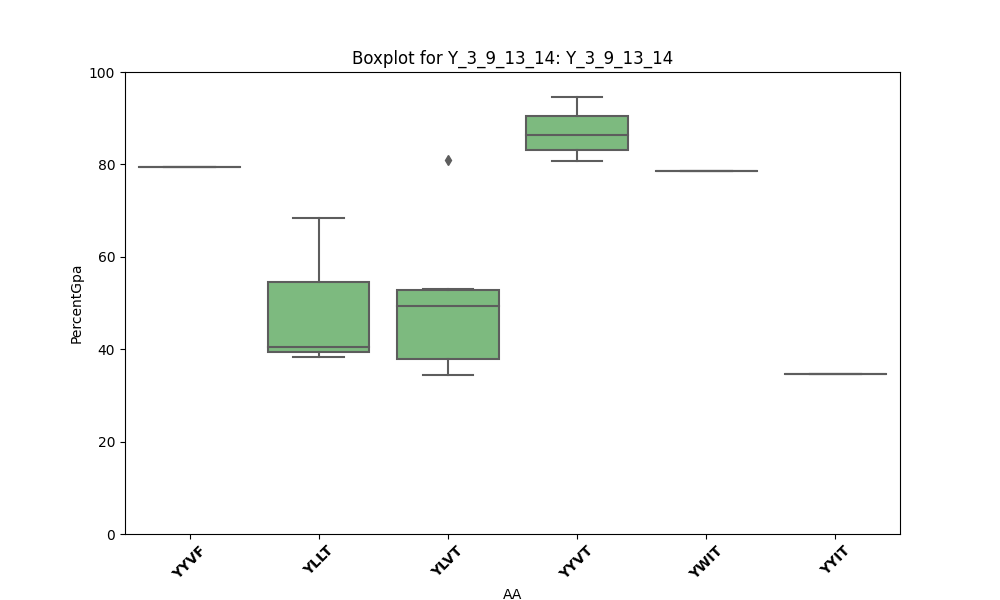 Boxplot for Y_3_9_13_14: Y_3_9_13_14
100
80
60
40
20
0
PercentGpa
YYVF
YLLT
YLVT
YYVT
YWIT
YYIT
AA